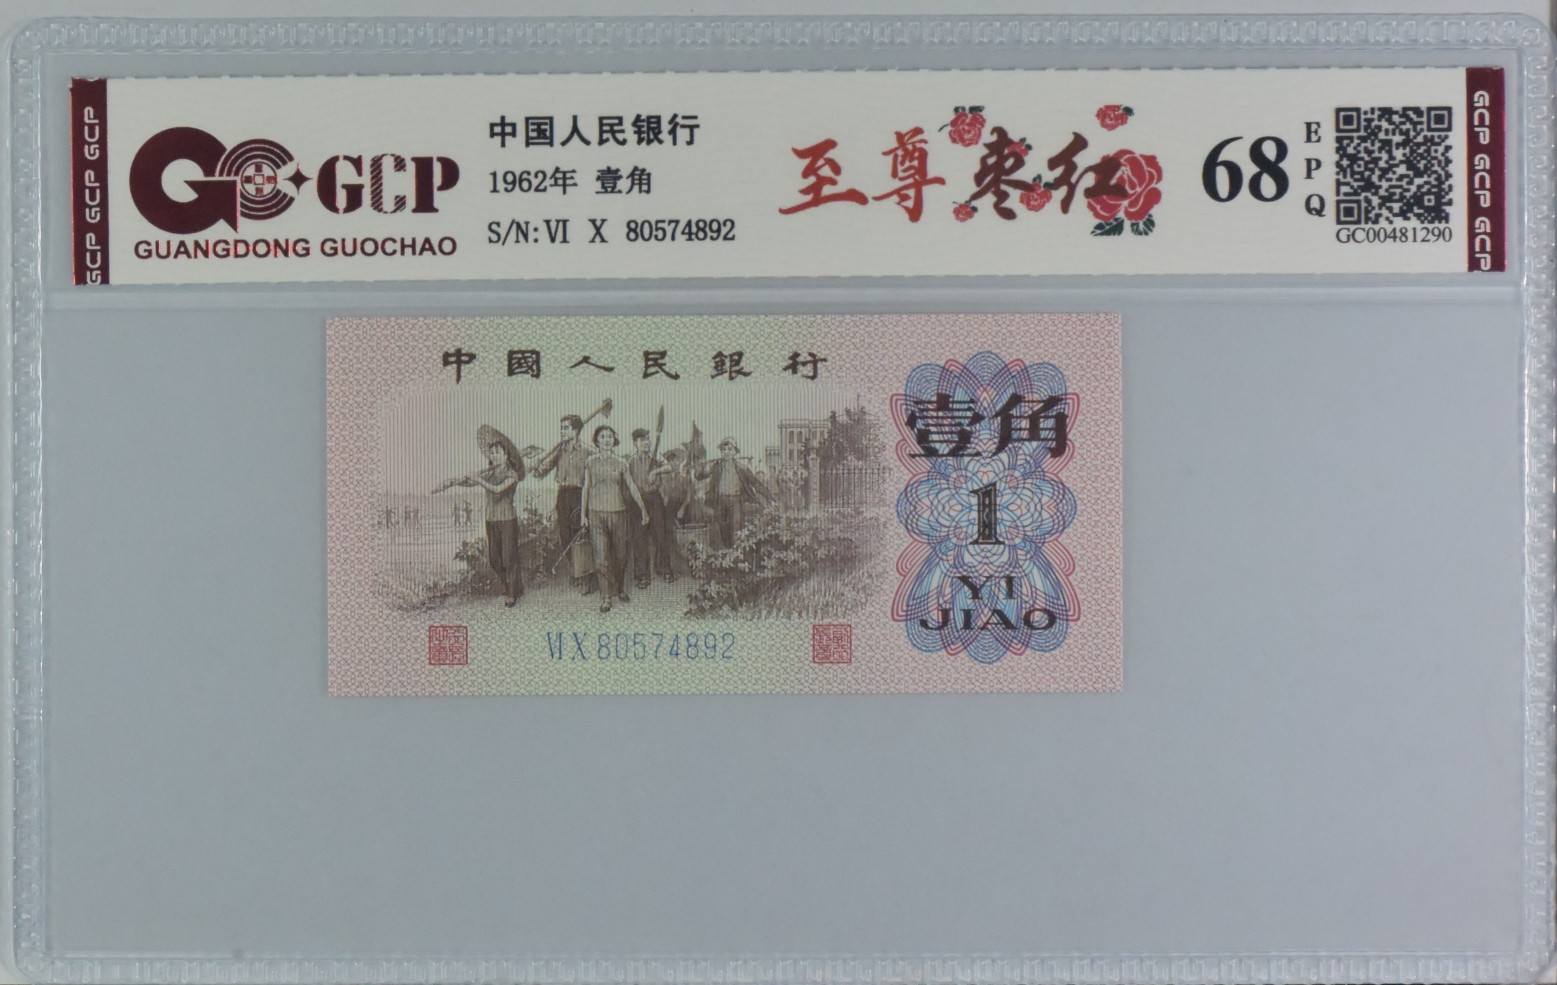 GCP GCP GCP
GCP
GUANGDONG GUOCHAO
中国人民银行
1962年 壹角
S/N:VI X 80574892
至尊枣红
68
EPQ
GC00481290
GCP GCP GCP
中國人民銀行
壹角
1
YI
JIAO
VI X 80574892